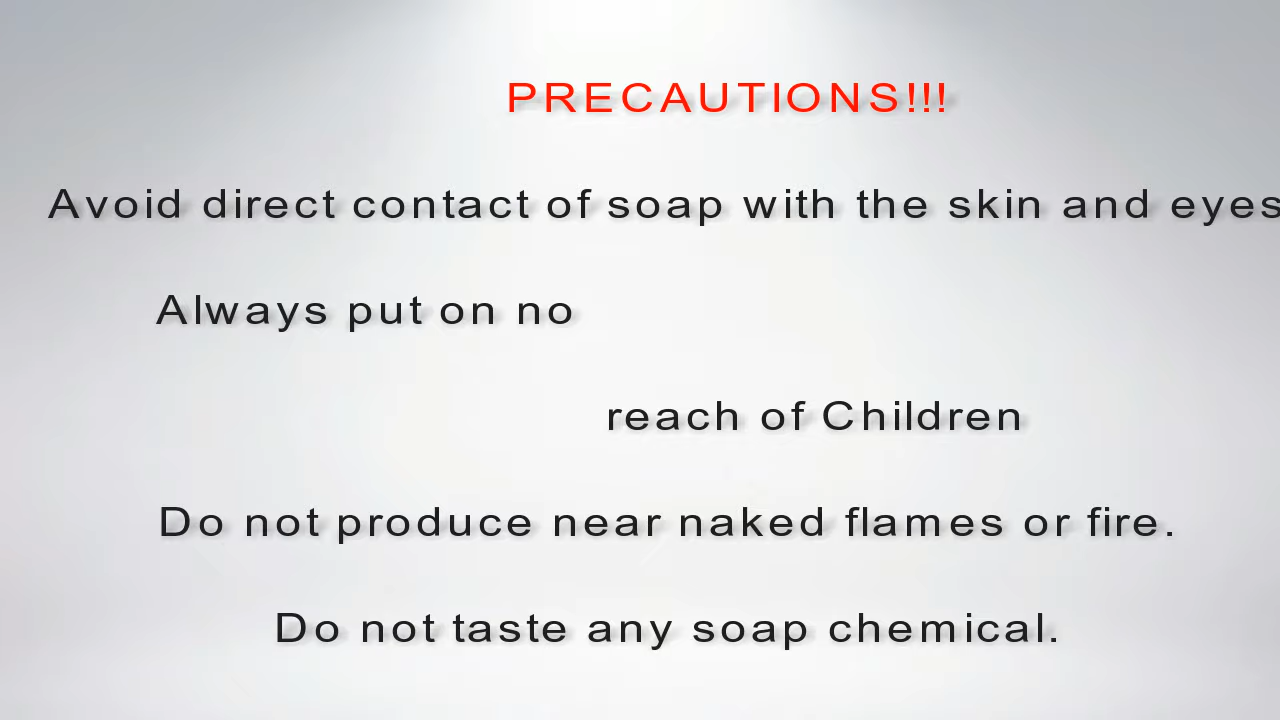 PRECAUTIONS!!!
Avoid direct contact of soap with the skin and eyes
Always put on no
reach of Children
Do not produce near naked flames or fire.
Do not taste any soap chemical.